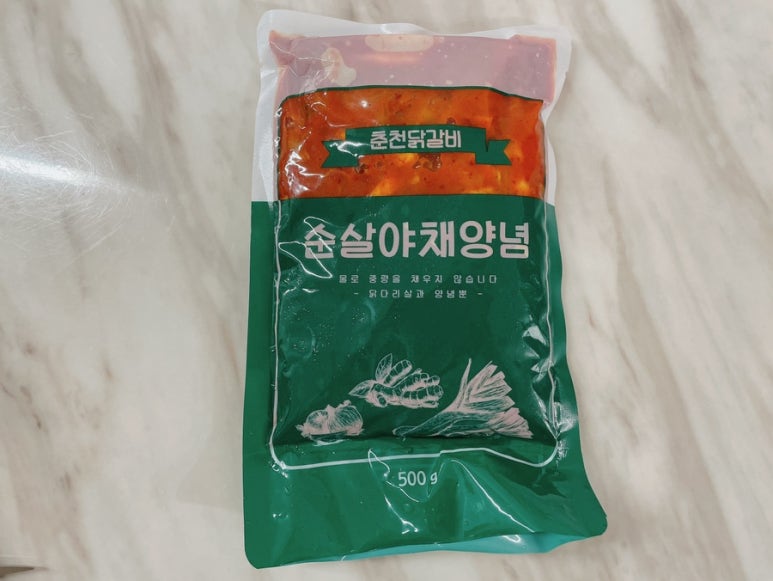 춘천닭갈비
순살야채양념
물로 중량을 채우지 않습니다
- 닭다리살과 양념뿐 -
500 g